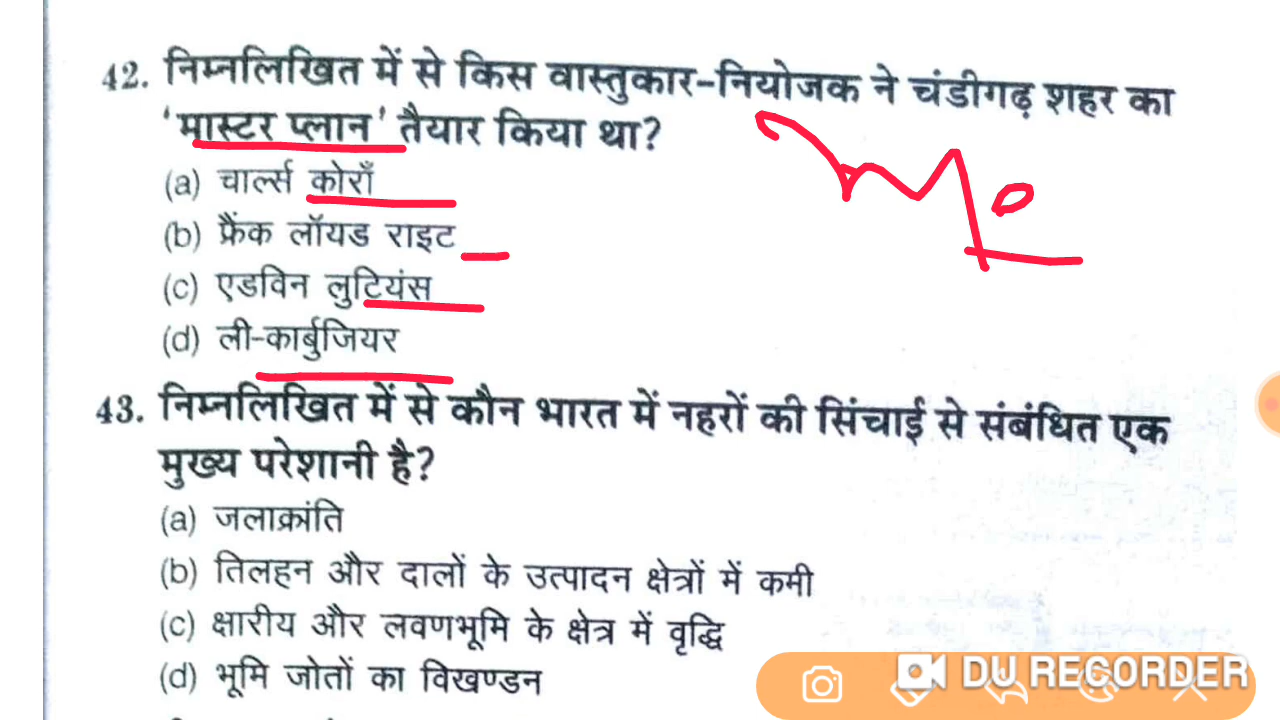 42. निम्नलिखित में से किस वास्तुकार-नियोजक ने चंडीगढ़ शहर का
'मास्टर प्लान' तैयार किया था?
(a) चार्ल्स कोराँ
(b) फ्रैंक लॉयड राइट
(c) एडविन लुटियंस
(d) ली-कार्बुजियर
43. निम्नलिखित में से कौन भारत में नहरों की सिंचाई से संबंधित एक
मुख्य परेशानी है?
(a) जलाक्रांति
(b) तिलहन और दालों के उत्पादन क्षेत्रों में कमी
(c) क्षारीय और लवणभूमि के क्षेत्र में वृद्धि
(d) भूमि जोतों का विखण्डन
DU RECORDER